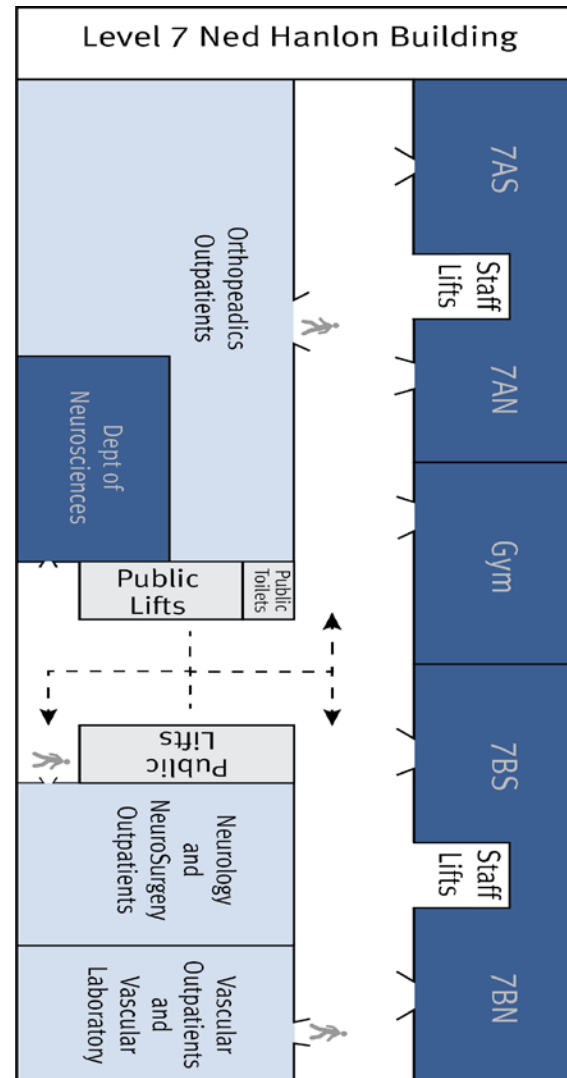 Level 7 Ned Hanlon Building
7AS
Staff
Lifts
Orthopeadics
Outpatients
7AN
Dept of
Neurosciences
Gym
Public
Lifts
Public
Toilets
Public
Lifts
7BS
Neurology
and
NeuroSurgery
Outpatients
Staff
Lifts
Vascular
Outpatients
and
Vascular
Laboratory
7BN